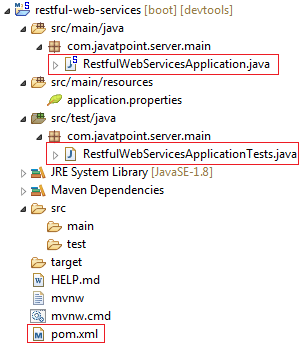 restful-web-services [boot] [devtools]
src/main/java
com.javatpoint.server.main
RestfulWebServicesApplication.java
src/main/resources
application.properties
src/test/java
com.javatpoint.server.main
RestfulWebServicesApplicationTests.java
JRE System Library [JavaSE-1.8]
Maven Dependencies
src
main
test
target
HELP.md
mvnw
mvnw.cmd
pom.xml